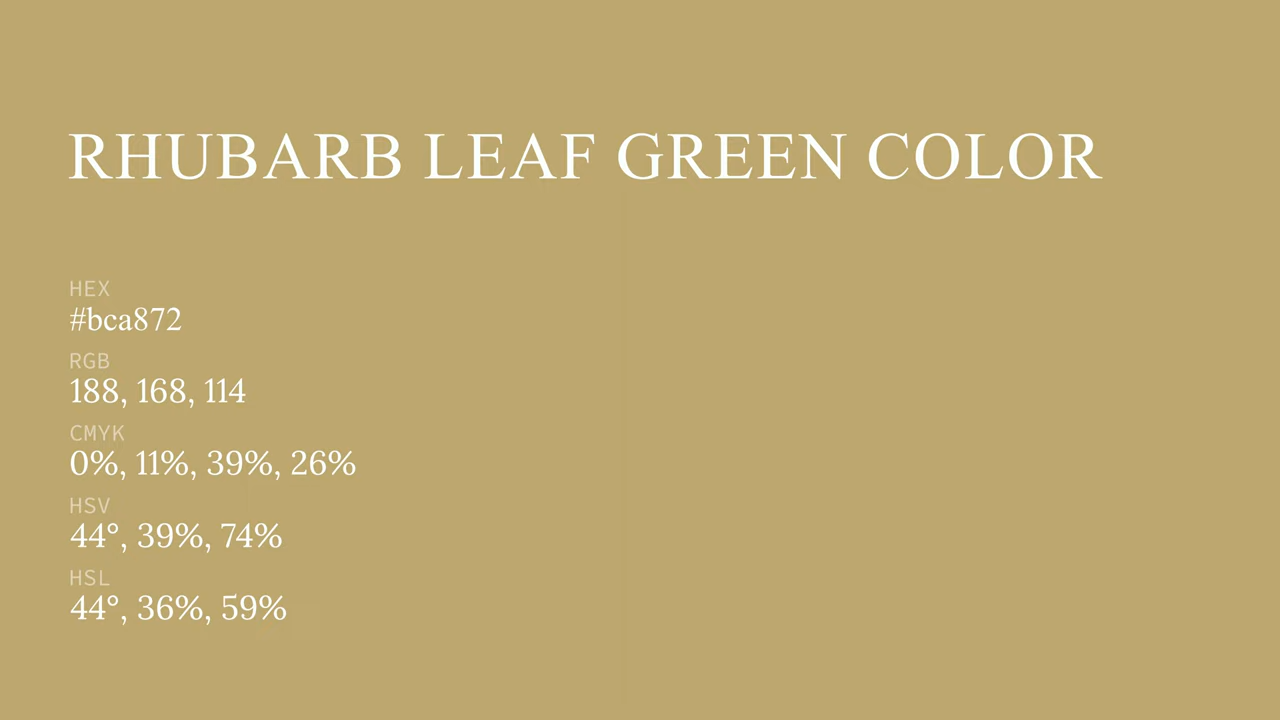 RHUBARB LEAF GREEN COLOR
HEX
#bca872
RGB
188, 168, 114
CMYK
0%, 11%, 39%, 26%
HSV
44°, 39%, 74%
HSL
44°, 36%, 59%